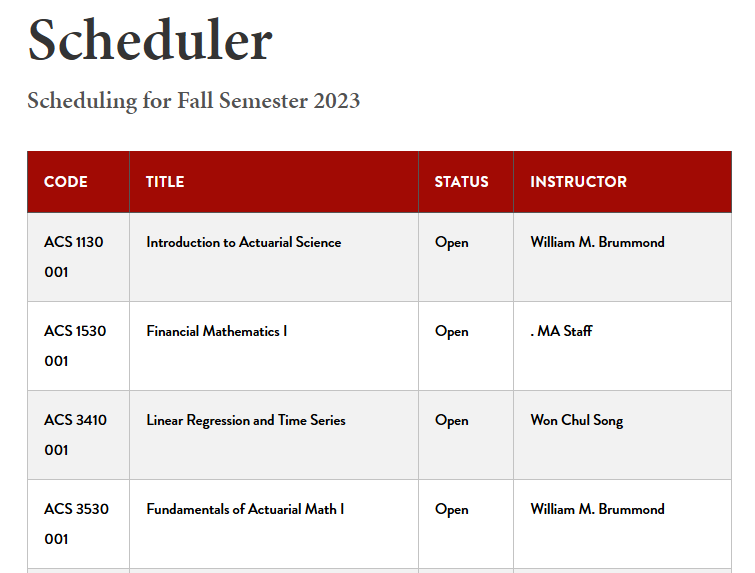 Scheduler
Scheduling for Fall Semester 2023
CODE TITLE STATUS INSTRUCTOR
ACS 1130 Introduction to Actuarial Science Open William M. Brummond
001
ACS 1530 Financial Mathematics I Open . MA Staff
001
ACS 3410 Linear Regression and Time Series Open Won Chul Song
001
ACS 3530 Fundamentals of Actuarial Math I Open William M. Brummond
001